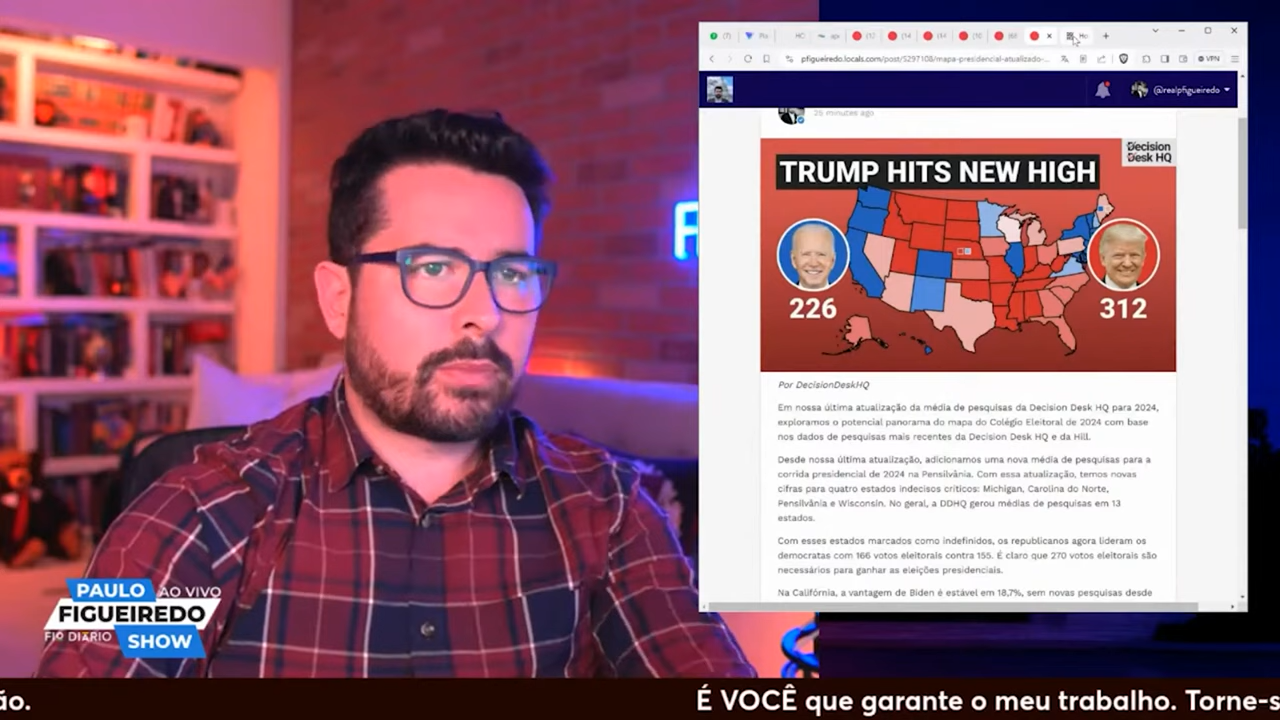 pfigueiredo.locals.com/post/5297108/mapa-presidencial-atualizado-...
VPN
@realpfigueiredo
25 minutes ago
Decision
Desk HQ
TRUMP HITS NEW HIGH
226
312
Por DecisionDeskHQ
Em nossa última atualização da média de pesquisas da Decision Desk HQ para 2024,
exploramos o potencial panorama do mapa do Colégio Eleitoral de 2024 com base
nos dados de pesquisas mais recentes da Decision Desk HQ e da Hill.
Desde nossa última atualização, adicionamos uma nova média de pesquisas para a
corrida presidencial de 2024 na Pensilvânia. Com essa atualização, temos novas
cifras para quatro estados indecisos críticos: Michigan, Carolina do Norte,
Pensilvânia e Wisconsin. No geral, a DDHQ gerou médias de pesquisas em 13
estados.
Com esses estados marcados como indefinidos, os republicanos agora lideram os
democratas com 166 votos eleitorais contra 155. É claro que 270 votos eleitorais são
necessários para ganhar as eleições presidenciais.
Na Califórnia, a vantagem de Biden é estável em 18,7%, sem novas pesquisas desde
PAULO AO VIVO
FIGUEIREDO
DIÁRIO SHOW
ão.
É VOCÊ que garante o meu trabalho. Torne-s